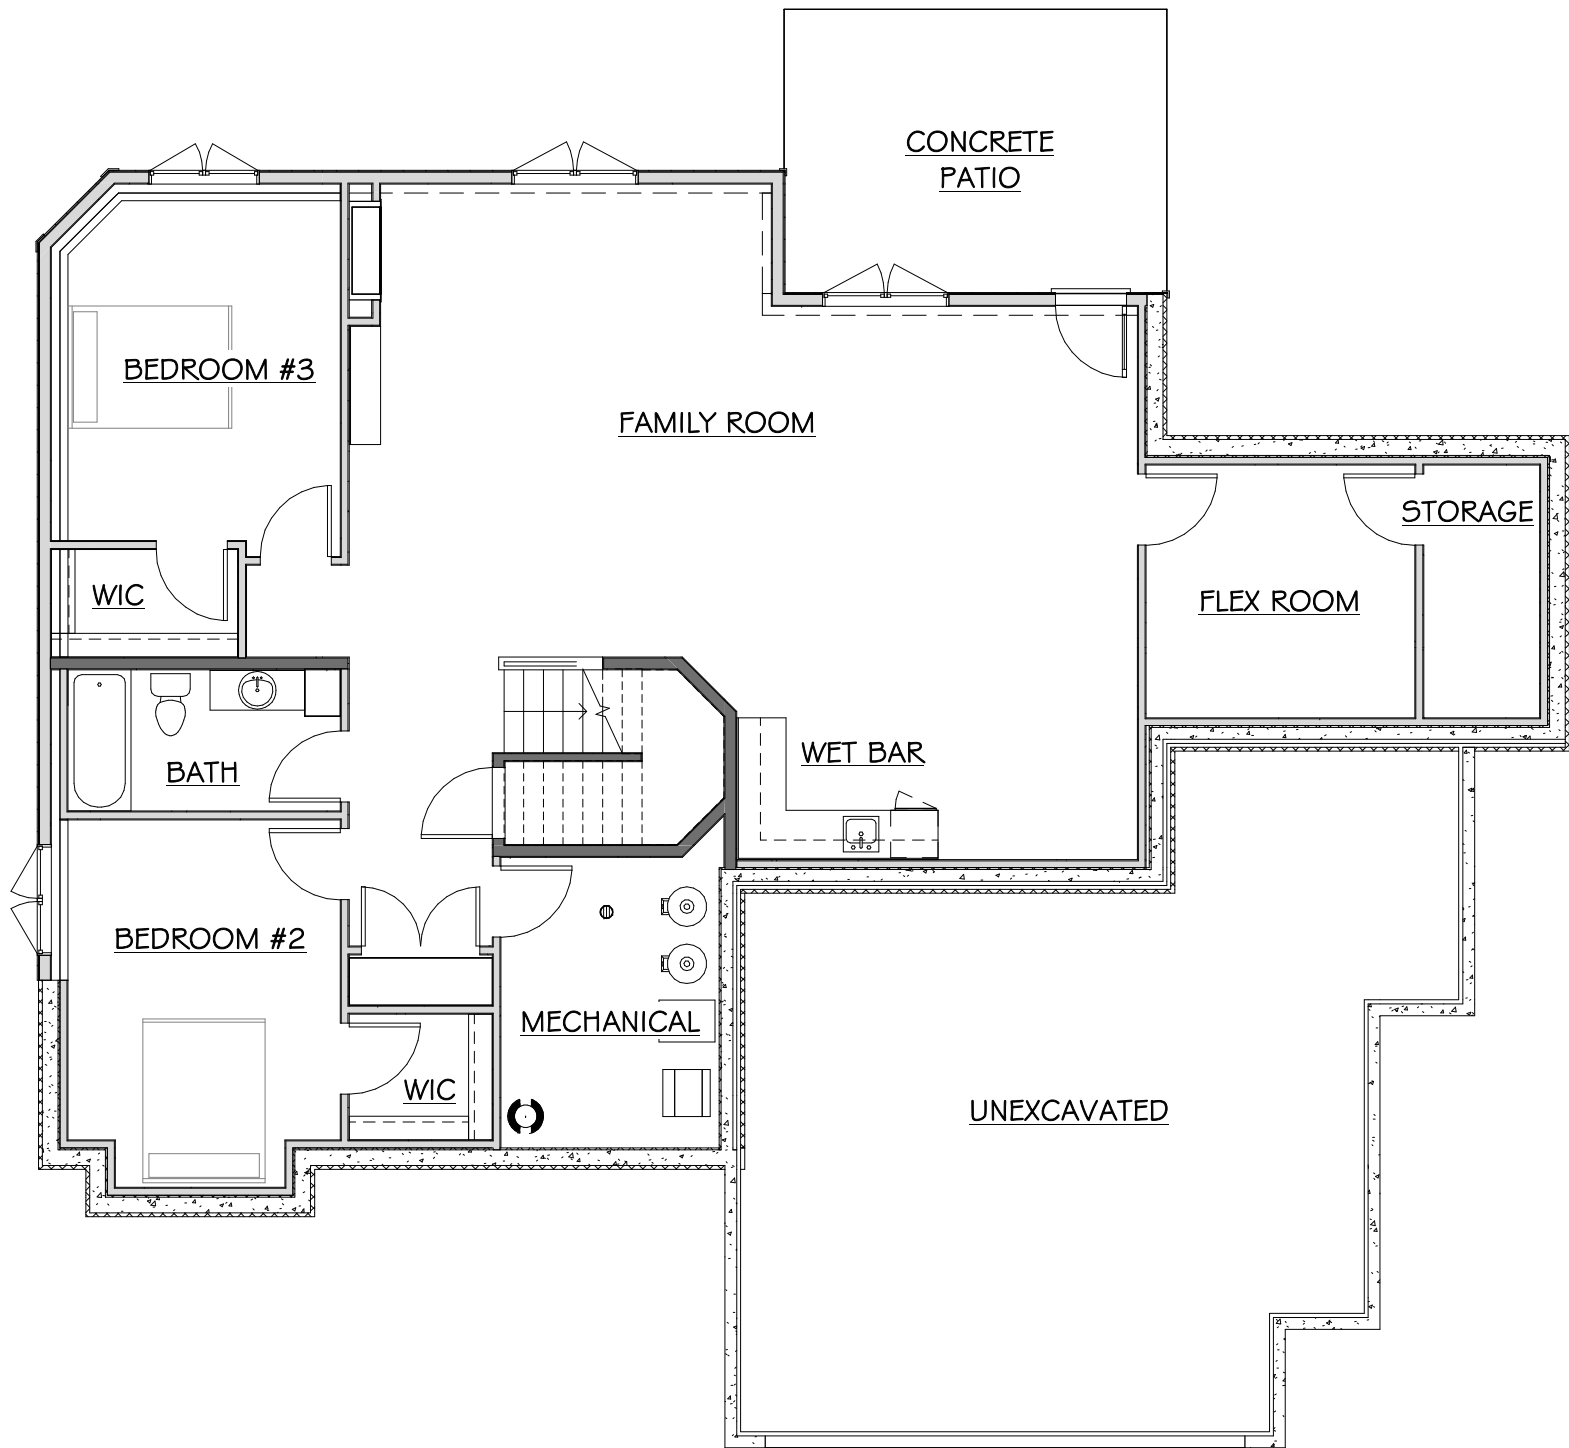 CONCRETE
PATIO
BEDROOM #3
FAMILY ROOM
STORAGE
WIC
FLEX ROOM
WET BAR
BATH
BEDROOM #2
MECHANICAL
WIC
UNEXCAVATED